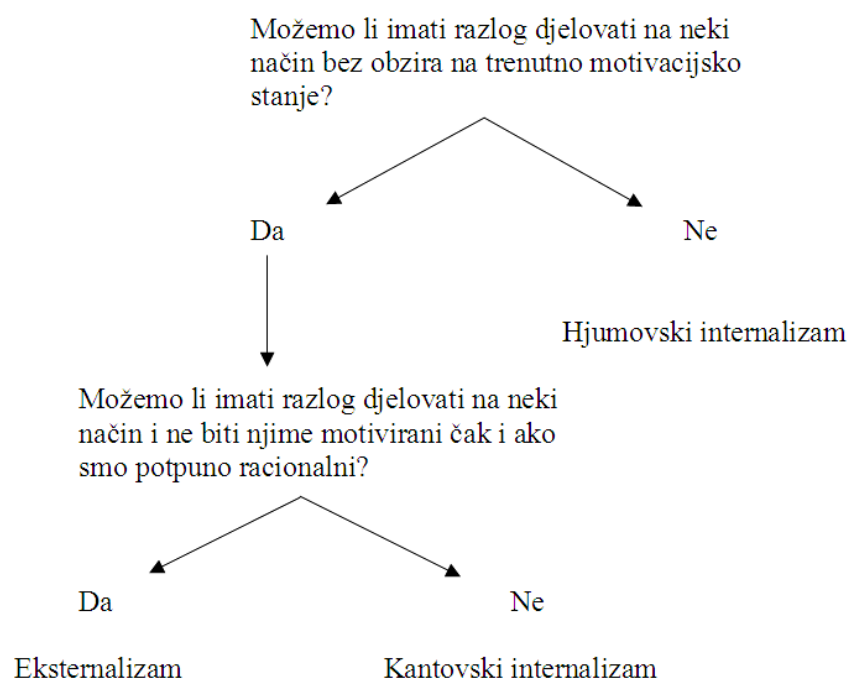 Možemo li imati razlog djelovati na neki
način bez obzira na trenutno motivacijsko
stanje?
Da
Ne
Hjumovski internalizam
Možemo li imati razlog djelovati na neki
način i ne biti njime motivirani čak i ako
smo potpuno racionalni?
Da
Ne
Eksternalizam
Kantovski internalizam